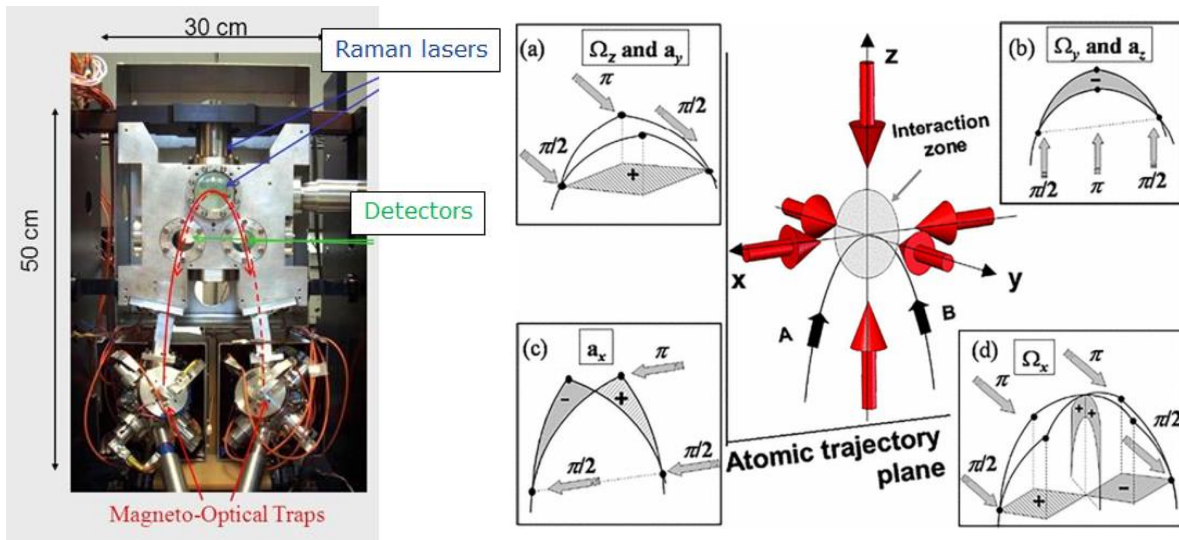 30 cm
50 cm
Raman lasers
Detectors
Magneto-Optical Traps
(a)
Ωz and ay
π
π/2
π/2
+
z
Interaction
zone
x
y
A
B
Atomic trajectory
plane
(b)
Ωy and az
-
π/2
π
π/2
(c)
ax
π
-
+
π/2
π/2
(d)
Ωx
π
π
π/2
π/2
+
+
+
-